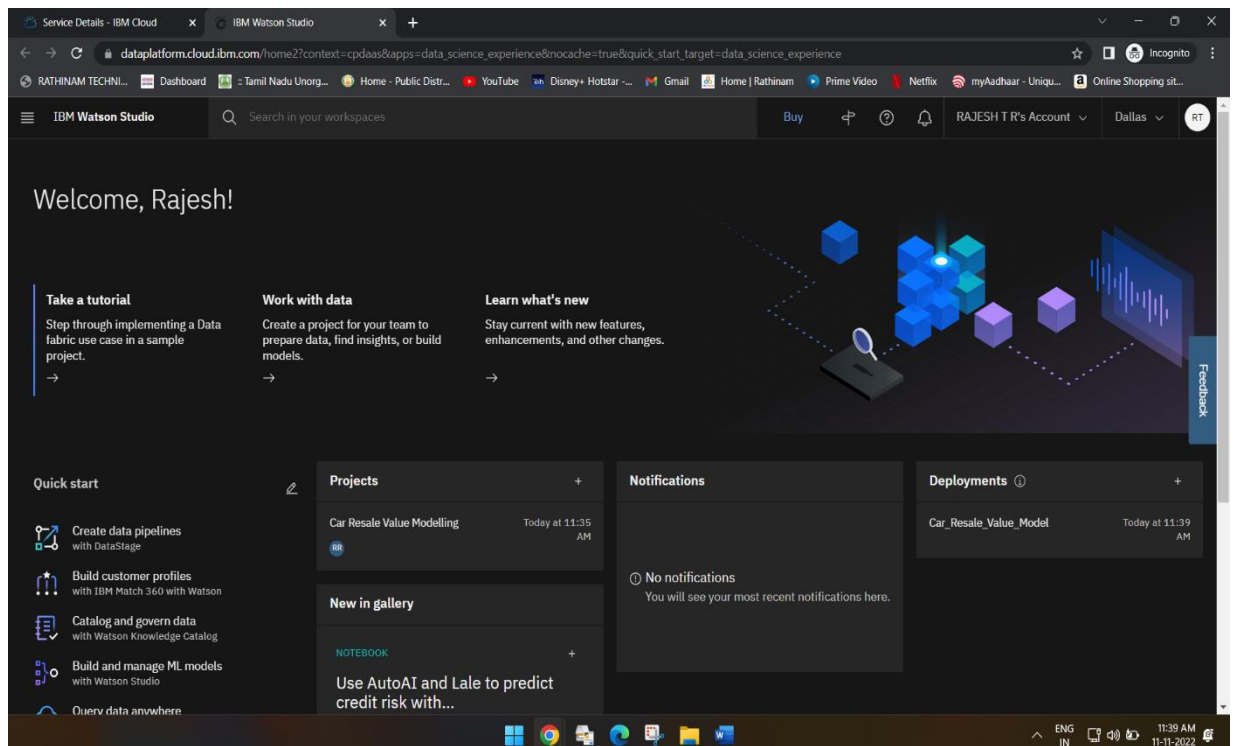 Service Details - IBM Cloud
IBM Watson Studio
dataplatform.cloud.ibm.com/home2?context=cpdaas&apps=data_science_experience&nocache=true&quick_start_target=data_science_experience
Incognito
RATHINAM TECHNI...
Dashboard
:: Tamil Nadu Unorg...
Home - Public Distr...
YouTube
Disney+ Hotstar -...
Gmail
Home | Rathinam
Prime Video
Netflix
myAadhaar - Uniqu...
Online Shopping sit...
IBM Watson Studio
Search in your workspaces
Buy
RAJESH T R's Account
Dallas
RT
Welcome, Rajesh!
Take a tutorial
Step through implementing a Data
fabric use case in a sample
project.
Work with data
Create a project for your team to
prepare data, find insights, or build
models.
Learn what's new
Stay current with new features,
enhancements, and other changes.
Feedback
Quick start
Create data pipelines
with DataStage
Build customer profiles
with IBM Match 360 with Watson
Catalog and govern data
with Watson Knowledge Catalog
Build and manage ML models
with Watson Studio
Query data anywhere
Projects
Car Resale Value Modelling
Today at 11:35
AM
RR
New in gallery
NOTEBOOK
Use AutoAI and Lale to predict
credit risk with...
Notifications
No notifications
You will see your most recent notifications here.
Deployments
Car_Resale_Value_Model
Today at 11:39
AM
ENG
IN
11:39 AM
11-11-2022